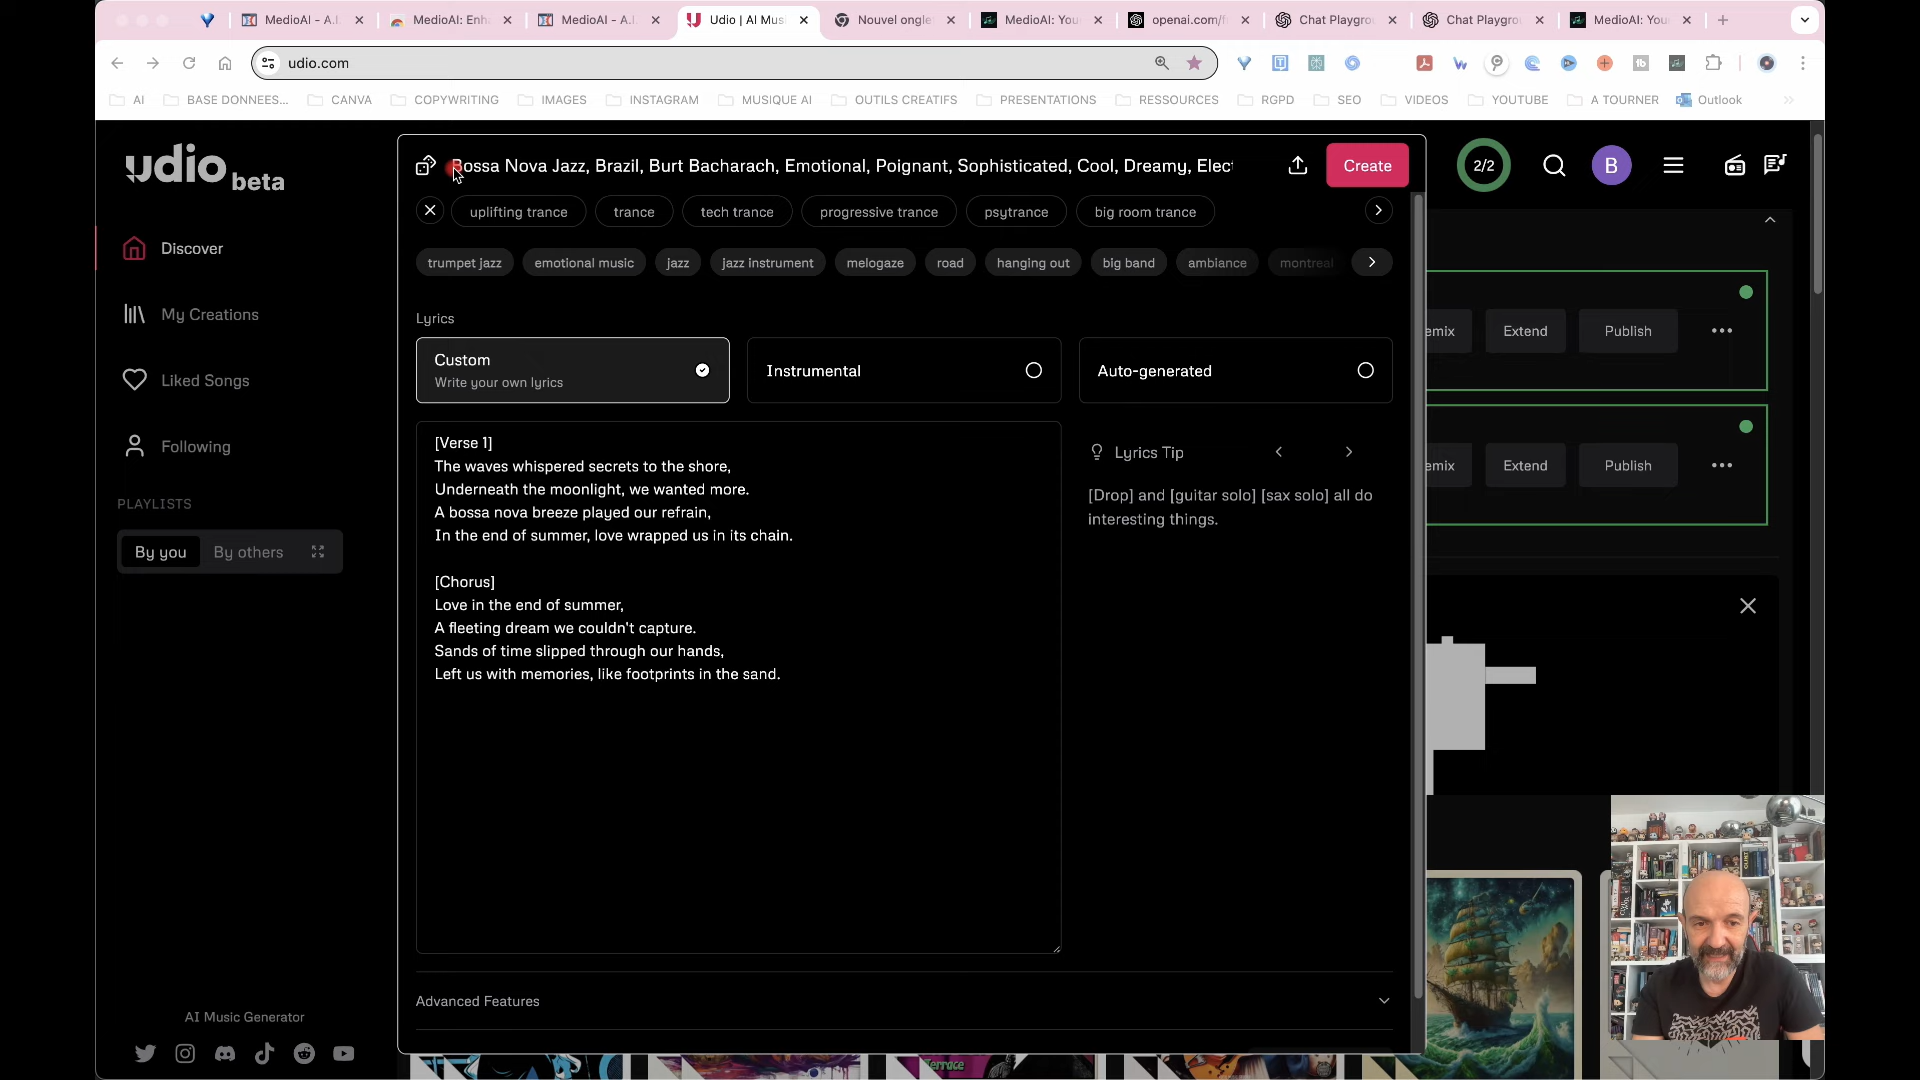 MedioAI - A.I.
MedioAI: Enh
MedioAI - A.I.
Udio | AI Mus
Nouvel ongle
MedioAI: You
openai.com/f
Chat Playgro
Chat Playgro
MedioAI: You
udio.com
AI
BASE DONNEES...
CANVA
COPYWRITING
IMAGES
INSTAGRAM
MUSIQUE AI
OUTILS CREATIFS
PRESENTATIONS
RESSOURCES
RGPD
SEO
VIDEOS
YOUTUBE
A TOURNER
Outlook
udio beta
Bossa Nova Jazz, Brazil, Burt Bacharach, Emotional, Poignant, Sophisticated, Cool, Dreamy, Elect
Create
2/2
B
uplifting trance
trance
tech trance
progressive trance
psytrance
big room trance
trumpet jazz
emotional music
jazz
jazz instrument
melogaze
road
hanging out
big band
ambiance
montreal
Discover
My Creations
Liked Songs
Following
PLAYLISTS
By you
By others
Lyrics
Custom
Write your own lyrics
Instrumental
Auto-generated
[Verse 1]
The waves whispered secrets to the shore,
Underneath the moonlight, we wanted more.
A bossa nova breeze played our refrain,
In the end of summer, love wrapped us in its chain.
[Chorus]
Love in the end of summer,
A fleeting dream we couldn't capture.
Sands of time slipped through our hands,
Left us with memories, like footprints in the sand.
Lyrics Tip
[Drop] and [guitar solo] [sax solo] all do
interesting things.
emix
Extend
Publish
emix
Extend
Publish
Advanced Features
AI Music Generator
Terrace